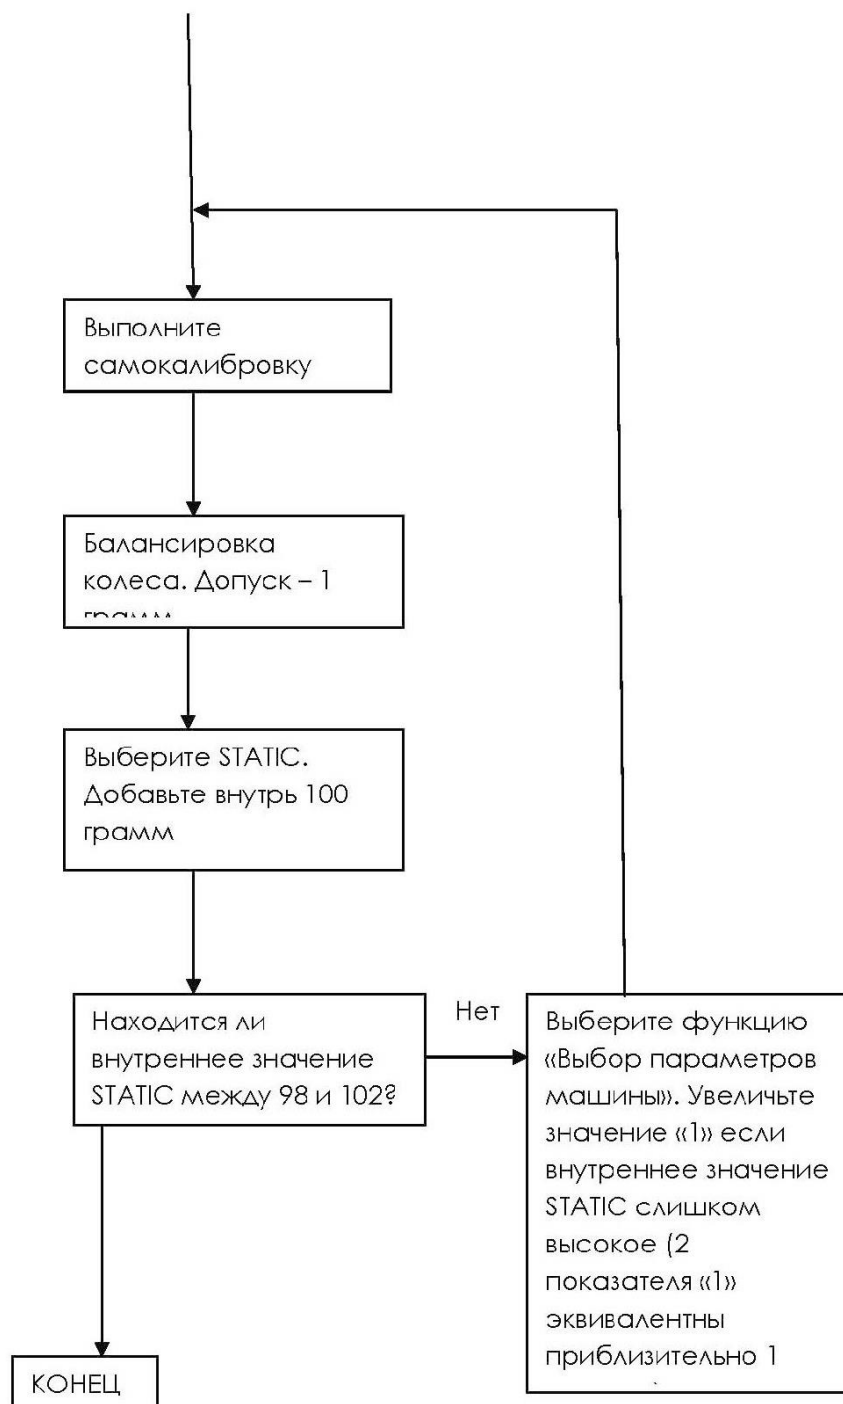 Выполните
самокалибровку
Балансировка
колеса. Допуск – 1
Выберите STATIC.
Добавьте внутрь 100
грамм
Находится ли
внутреннее значение
STATIC между 98 и 102?
Нет
Выберите функцию
«Выбор параметров
машины». Увеличьте
значение «1» если
внутреннее значение
STATIC слишком
высокое (2
показателя «1»
эквивалентны
приблизительно 1
КОНЕЦ